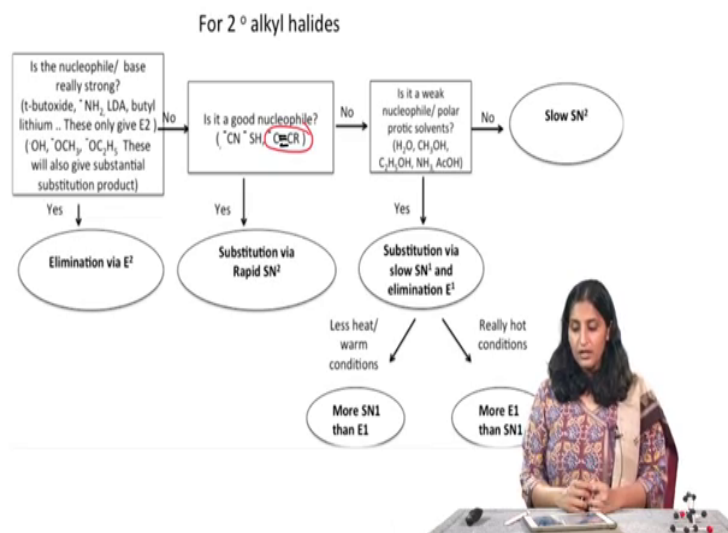 For 2 ° alkyl halides
Is the nucleophile/ base
really strong?
(t-butoxide, ⁻NH₂, LDA, butyl
lithium .. These only give E2 )
( ⁻OH, ⁻OCH₃, ⁻OC₂H₅ These
will also give substantial
substitution product)
No
Is it a good nucleophile?
( ⁻CN ⁻ SH, ⁻C≡CR )
No
Is it a weak
nucleophile/ polar
protic solvents?
(H₂O, CH₃OH,
C₂H₅OH, NH₃, AcOH)
No
Slow SN²
Yes
Yes
Yes
Elimination via E²
Substitution via
Rapid SN²
Substitution via
slow SN¹ and
elimination E¹
Less heat/
warm
conditions
Really hot
conditions
More SN1
than E1
More E1
than SN1